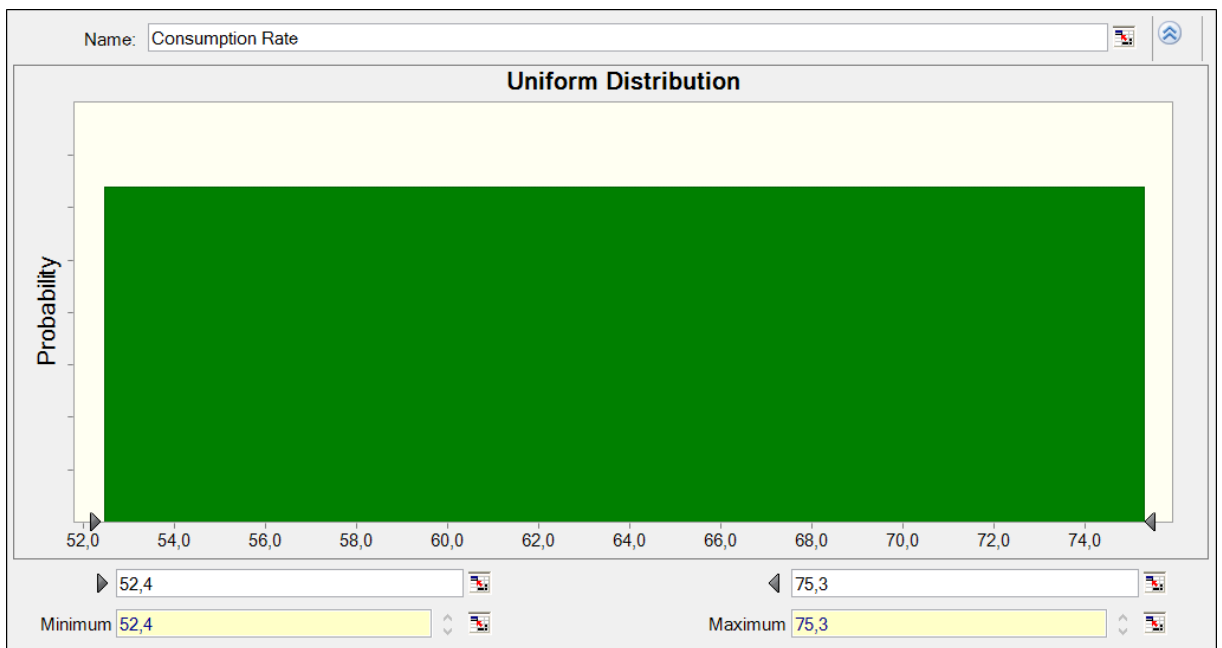 Name: Consumption Rate
Uniform Distribution
Probability
52,0 54,0 56,0 58,0 60,0 62,0 64,0 66,0 68,0 70,0 72,0 74,0
52,4 75,3
Minimum 52,4 Maximum 75,3